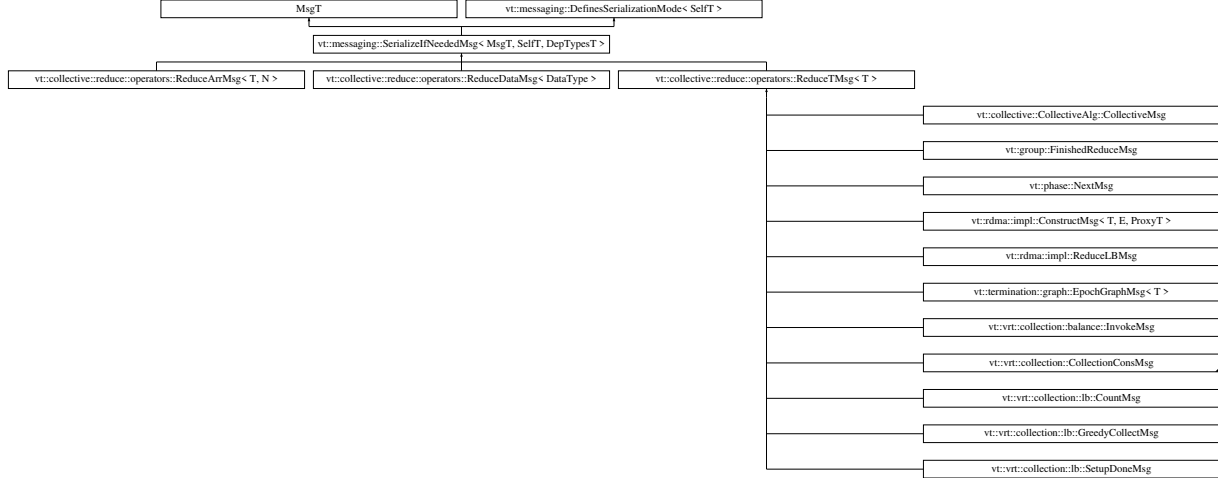 MsgT
vt::messaging::DefinesSerializationMode< SelfT >
vt::messaging::SerializeIfNeededMsg< MsgT, SelfT, DepTypesT >
vt::collective::reduce::operators::ReduceArrMsg< T, N >
vt::collective::reduce::operators::ReduceDataMsg< DataType >
vt::collective::reduce::operators::ReduceTMsg< T >
vt::collective::CollectiveAlg::CollectiveMsg
vt::group::FinishedReduceMsg
vt::phase::NextMsg
vt::rdma::impl::ConstructMsg< T, E, ProxyT >
vt::rdma::impl::ReduceLBMsg
vt::termination::graph::EpochGraphMsg< T >
vt::vrt::collection::balance::InvokeMsg
vt::vrt::collection::CollectionConsMsg
vt::vrt::collection::lb::CountMsg
vt::vrt::collection::lb::GreedyCollectMsg
vt::vrt::collection::lb::SetupDoneMsg